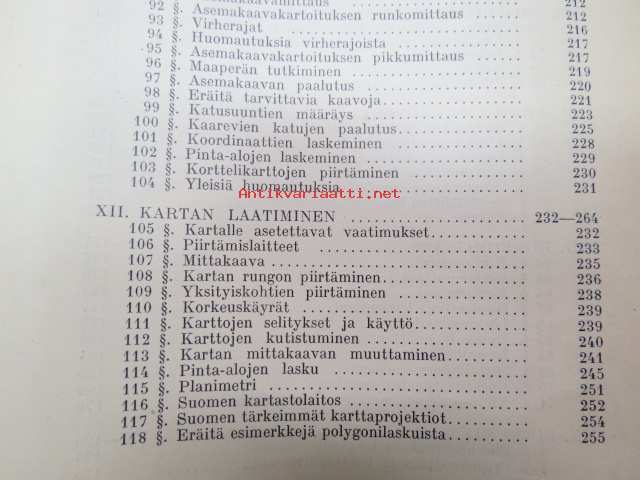 92 §. Asemakaavakartoituksen runkomittaus 212
93 §. Virherajat 216
94 §. Huomautuksia virherajoista 217
95 §. Asemakaavakartoituksen pikkumittaus 217
96 §. Maaperän tutkiminen 219
97 §. Asemakaavan paalutus 220
98 §. Eräitä tarvittavia kaavoja 221
99 §. Katusuuntien määräys 223
100 §. Kaarevien katujen paalutus 225
101 §. Koordinaattien laskeminen 228
102 §. Pinta-alojen laskeminen 229
103 §. Korttelikarttojen piirtäminen 230
104 §. Yleisiä huomautuksia 231
Antikvariaatti.net
XII. KARTAN LAATIMINEN 232—264
105 §. Kartalle asetettavat vaatimukset 232
106 §. Piirtämislaitteet 233
107 §. Mittakaava 235
108 §. Kartan rungon piirtäminen 236
109 §. Yksityiskohtien piirtäminen 238
110 §. Korkeuskäyrät 239
111 §. Karttojen selitykset ja käyttö 239
112 §. Karttojen kutistuminen 240
113 §. Kartan mittakaavan muuttaminen 241
114 §. Pinta-alojen lasku 245
115 §. Planimetri 251
116 §. Suomen kartastolaitos 252
117 §. Suomen tärkeimmät karttaprojektiot 254
118 §. Eräitä esimerkkejä polygonilaskuista 255